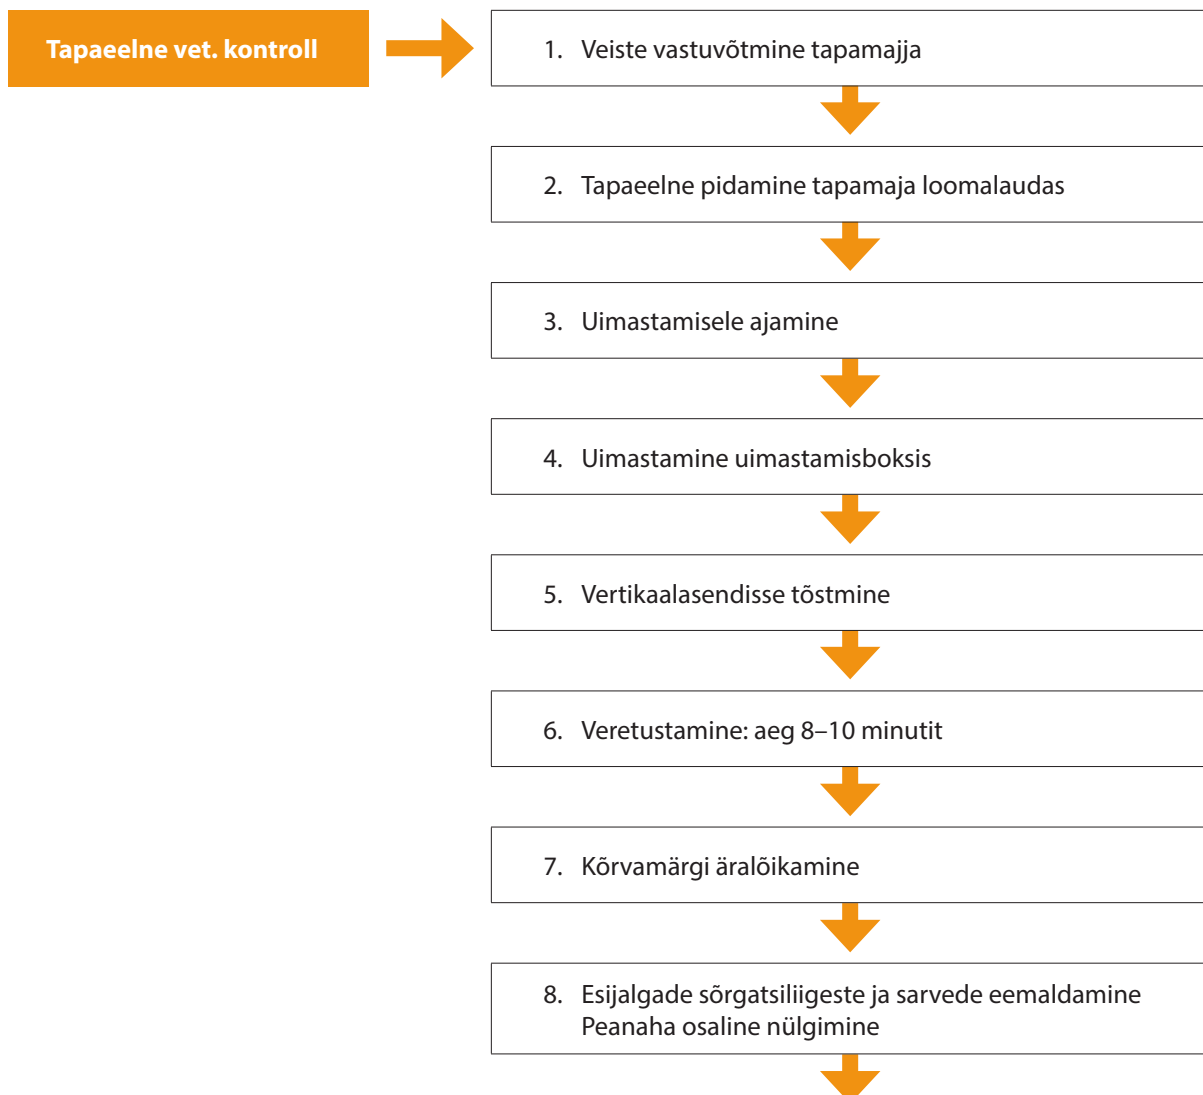 Tapaeelne vet. kontroll
1. Veiste vastuvõtmine tapamajja
2. Tapaeelne pidamine tapamaja loomalaudas
3. Uimastamisele ajamine
4. Uimastamine uimastamisboksis
5. Vertikaalasendisse tõstmine
6. Veretustamine: aeg 8–10 minutit
7. Kõrvamärgi äralõikamine
8. Esijalgade sõrgatsiliigeste ja sarvede eemaldamine
Peanaha osaline nülgimine